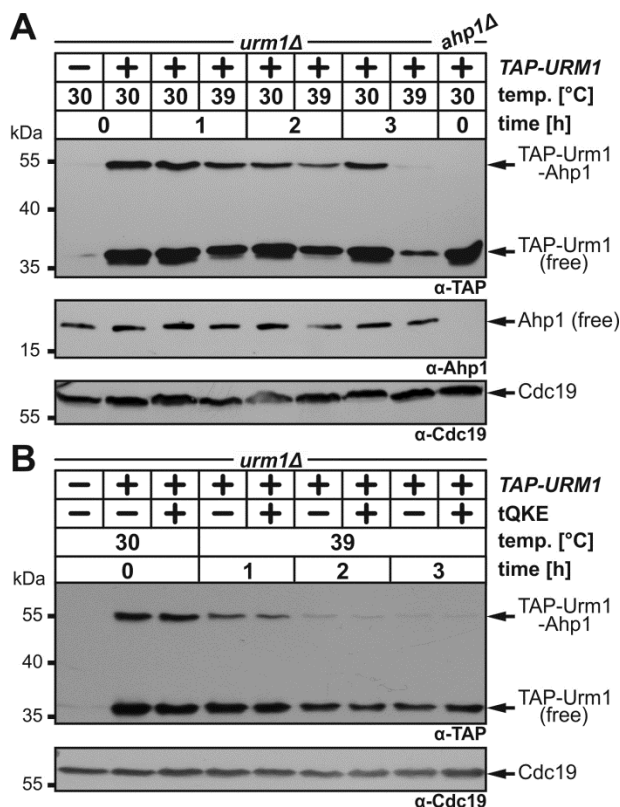 A
urm1Δ ahp1Δ
− + + + + + + + + TAP-URM1
30 30 30 39 30 39 30 39 30 temp. [°C]
0 1 2 3 0 time [h]
kDa
55 TAP-Urm1
-Ahp1
40
35 TAP-Urm1
(free)
α-TAP
Ahp1 (free)
15
α-Ahp1
Cdc19
55
α-Cdc19
B
urm1Δ
− + + + + + + + + TAP-URM1
− − + − + − + − + tQKE
30 39 temp. [°C]
0 1 2 3 time [h]
kDa
55 TAP-Urm1
-Ahp1
40
35 TAP-Urm1
(free)
α-TAP
Cdc19
55
α-Cdc19